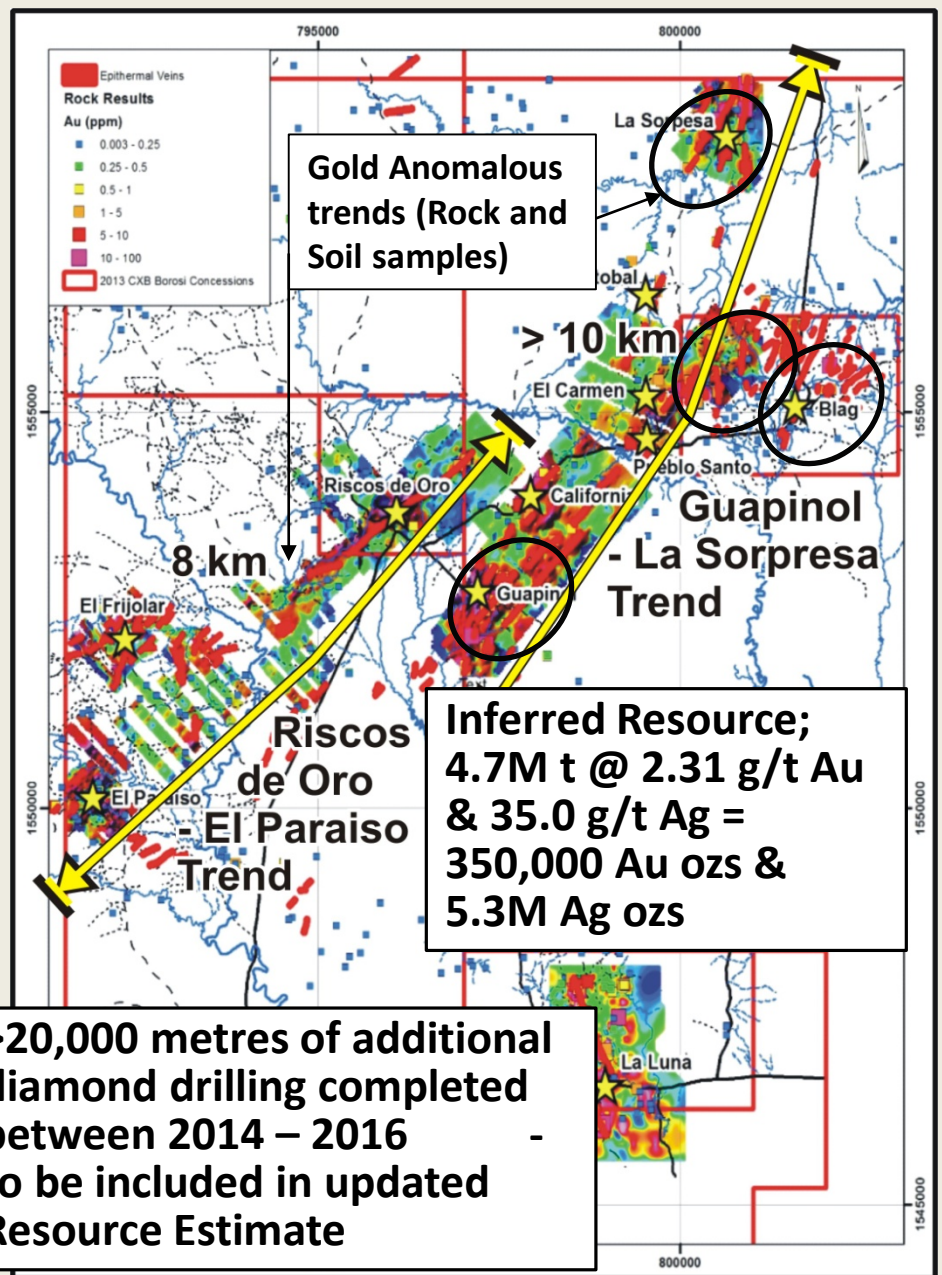 795000
800000
Epithermal Veins
Rock Results
Au (ppm)
0.003 - 0.25
0.25 - 0.5
0.5 - 1
1 - 5
5 - 10
10 - 100
2013 CXB Borosi Concessions
N
La Sorpesa
Gold Anomalous
trends (Rock and
Soil samples)
obal
> 10 km
El Carmen
Blag
1555000
1555000
Pueblo Santo
Riscos de Oro
Californi
Guapinol
- La Sorpresa
Trend
8 km
Guapin
El Frijolar
Riscos
de Oro
- El Paraiso
Trend
El Paraiso
1550000
1550000
Inferred Resource;
4.7M t @ 2.31 g/t Au
& 35.0 g/t Ag =
350,000 Au ozs &
5.3M Ag ozs
20,000 metres of additional
diamond drilling completed
between 2014 – 2016 -
to be included in updated
Resource Estimate
La Luna
1545000
800000